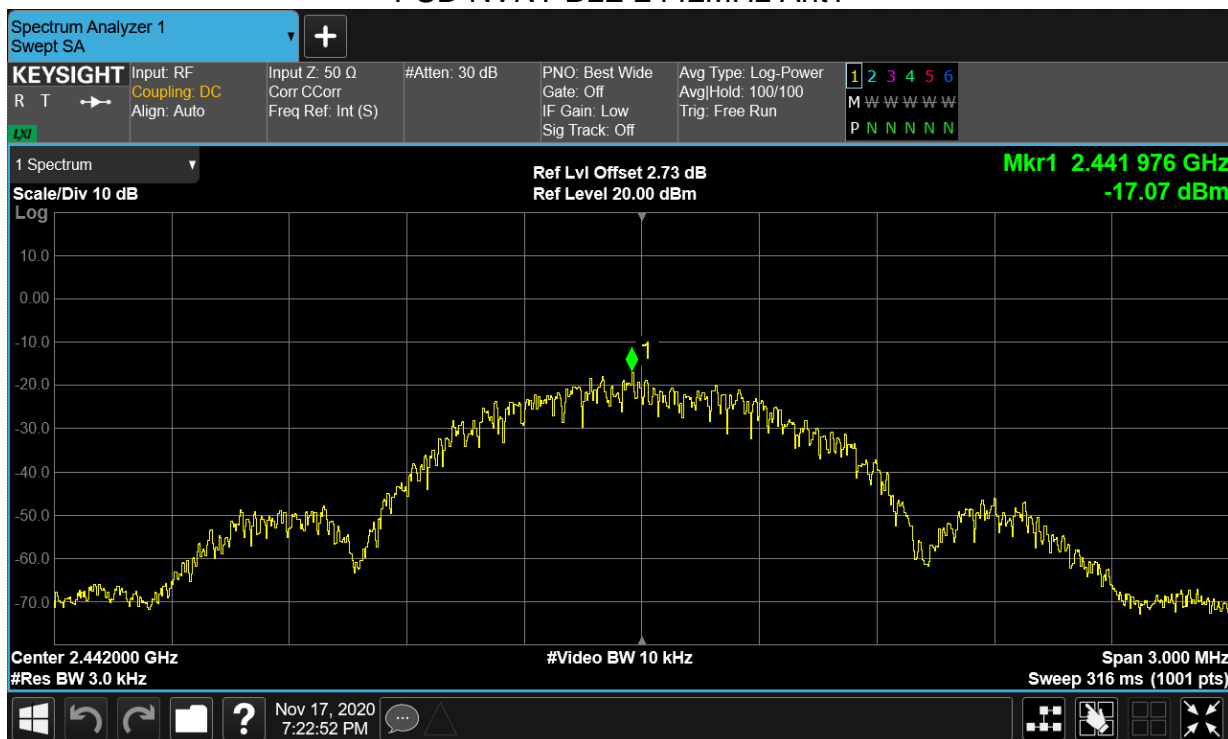 PSD NVNT BLE 2442MHz Ant1
Spectrum Analyzer 1
Swept SA
KEYSIGHT
R T
LXI
Input: RF
Coupling: DC
Align: Auto
Input Z: 50 Ω
Corr CCorr
Freq Ref: Int (S)
#Atten: 30 dB
PNO: Best Wide
Gate: Off
IF Gain: Low
Sig Track: Off
Avg Type: Log-Power
Avg|Hold: 100/100
Trig: Free Run
1 2 3 4 5 6
M W W W W W
P N N N N N
1 Spectrum
Scale/Div 10 dB
Log
Ref Lvl Offset 2.73 dB
Ref Level 20.00 dBm
Mkr1 2.441 976 GHz
-17.07 dBm
10.0
0.00
-10.0
-20.0
-30.0
-40.0
-50.0
-60.0
-70.0
1
Center 2.442000 GHz
#Res BW 3.0 kHz
#Video BW 10 kHz
Span 3.000 MHz
Sweep 316 ms (1001 pts)
?
Nov 17, 2020
7:22:52 PM